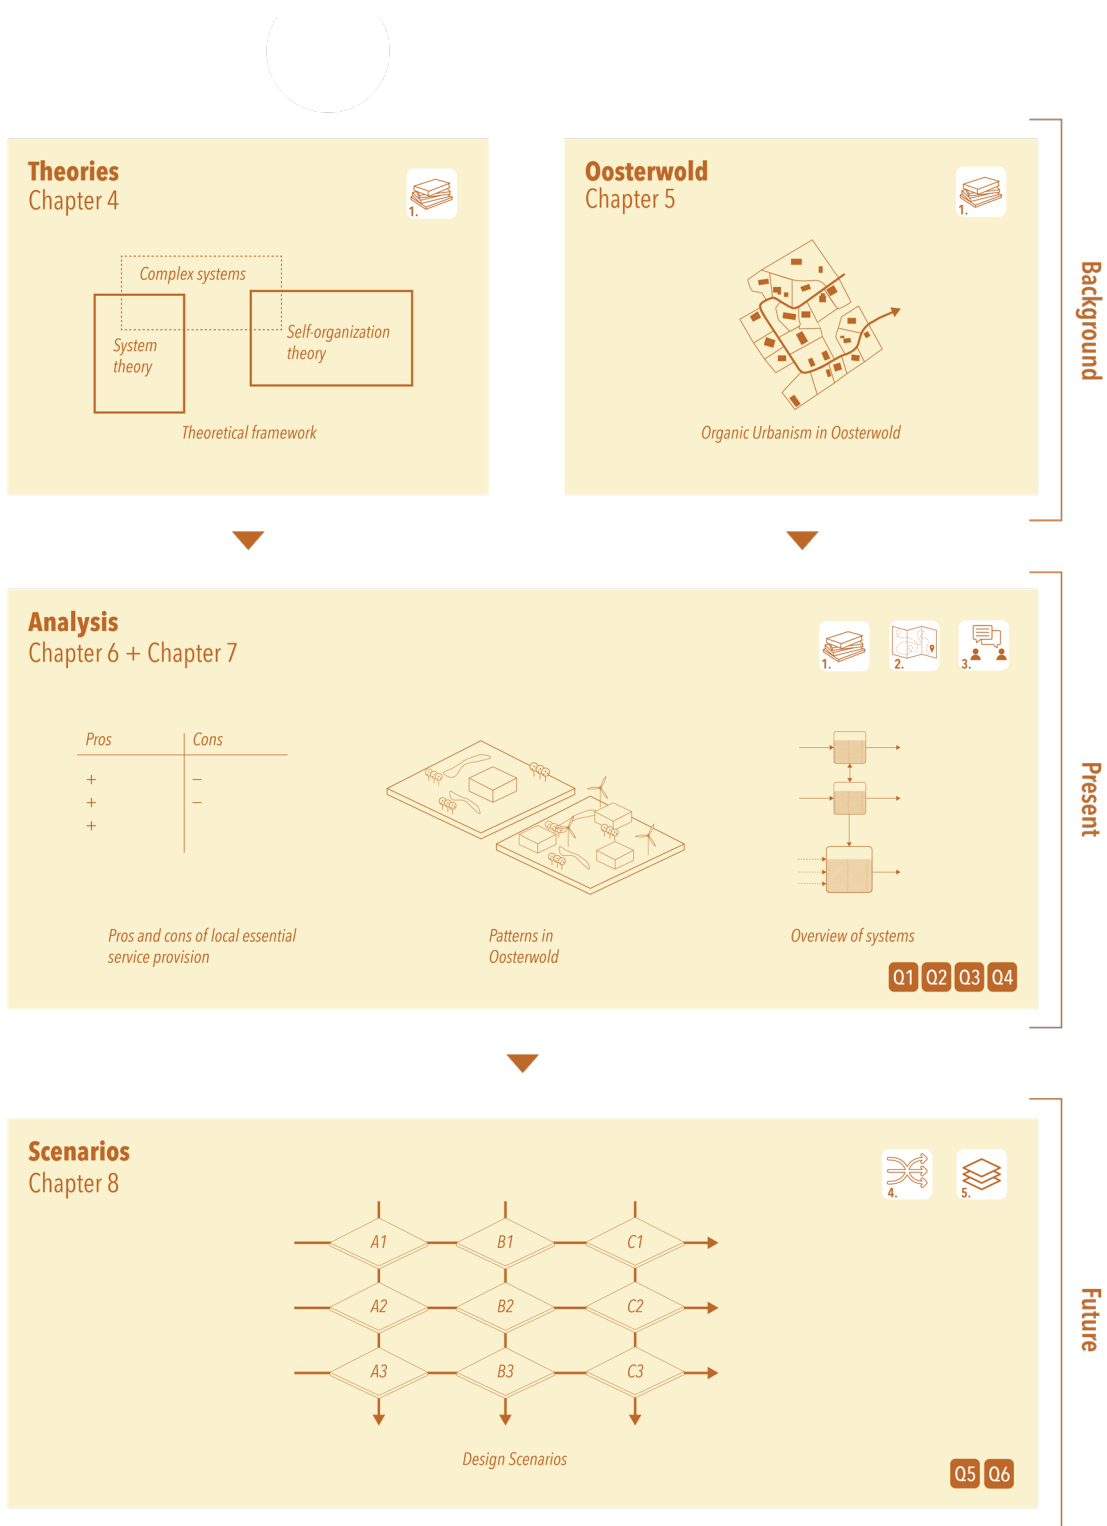 Theories
Chapter 4
1.
Complex systems
System
theory
Self-organization
theory
Theoretical framework
Oosterwold
Chapter 5
1.
Organic Urbanism in Oosterwold
Background
Analysis
Chapter 6 + Chapter 7
1.
2.
3.
Pros
Cons
+
–
+
–
+
Pros and cons of local essential
service provision
Patterns in
Oosterwold
Overview of systems
Q1 Q2 Q3 Q4
Present
Scenarios
Chapter 8
4.
5.
A1 B1 C1
A2 B2 C2
A3 B3 C3
Design Scenarios
Q5 Q6
Future